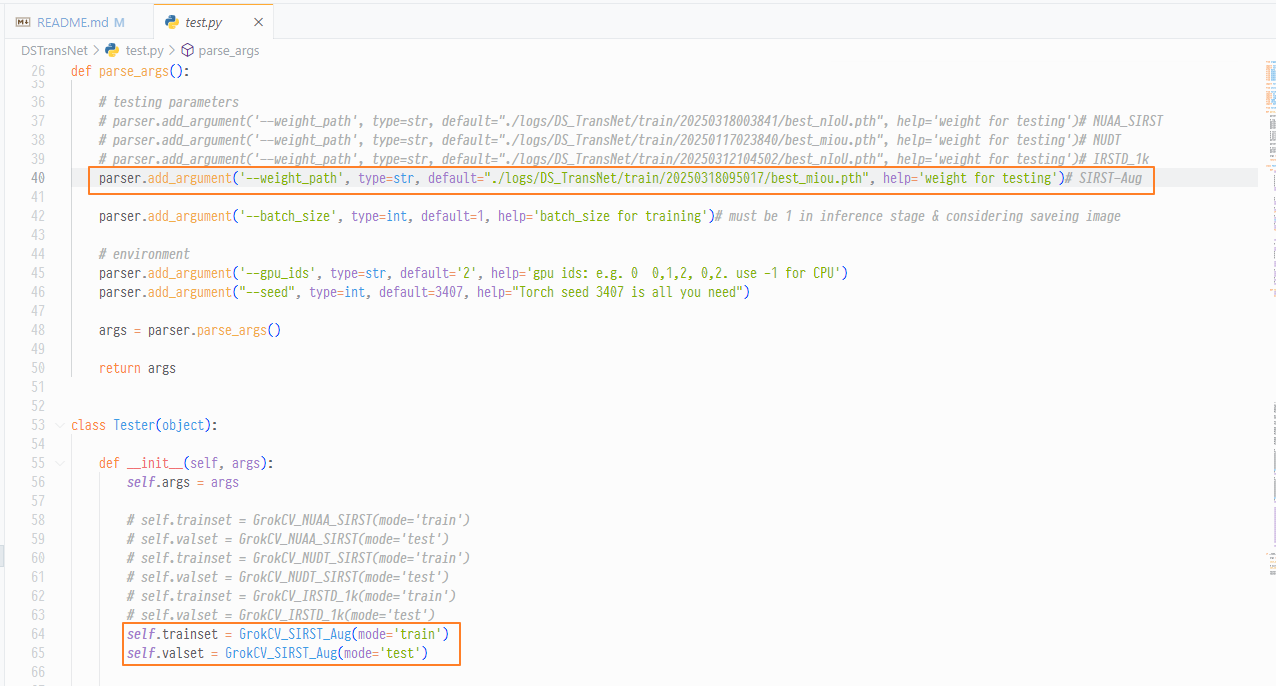 README.md M
test.py
DSTransNet > test.py > parse_args
26 def parse_args():
35
36 # testing parameters
37 # parser.add_argument('--weight_path', type=str, default="./logs/DS_TransNet/train/20250318003841/best_nIoU.pth", help='weight for testing')# NUAA_SIRST
38 # parser.add_argument('--weight_path', type=str, default="./logs/DS_TransNet/train/20250117023840/best_miou.pth", help='weight for testing')# NUDT
39 # parser.add_argument('--weight_path', type=str, default="./logs/DS_TransNet/train/20250312104502/best_nIoU.pth", help='weight for testing')# IRSTD_1k
40 parser.add_argument('--weight_path', type=str, default="./logs/DS_TransNet/train/20250318095017/best_miou.pth", help='weight for testing')# SIRST-Aug
41
42 parser.add_argument('--batch_size', type=int, default=1, help='batch_size for training')# must be 1 in inference stage & considering saveing image
43
44 # environment
45 parser.add_argument('--gpu_ids', type=str, default='2', help='gpu ids: e.g. 0  0,1,2, 0,2. use -1 for CPU')
46 parser.add_argument("--seed", type=int, default=3407, help="Torch seed 3407 is all you need")
47
48 args = parser.parse_args()
49
50 return args
51
52
53 class Tester(object):
54
55 def __init__(self, args):
56 self.args = args
57
58 # self.trainset = GrokCV_NUAA_SIRST(mode='train')
59 # self.valset = GrokCV_NUAA_SIRST(mode='test')
60 # self.trainset = GrokCV_NUDT_SIRST(mode='train')
61 # self.valset = GrokCV_NUDT_SIRST(mode='test')
62 # self.trainset = GrokCV_IRSTD_1k(mode='train')
63 # self.valset = GrokCV_IRSTD_1k(mode='test')
64 self.trainset = GrokCV_SIRST_Aug(mode='train')
65 self.valset = GrokCV_SIRST_Aug(mode='test')
66